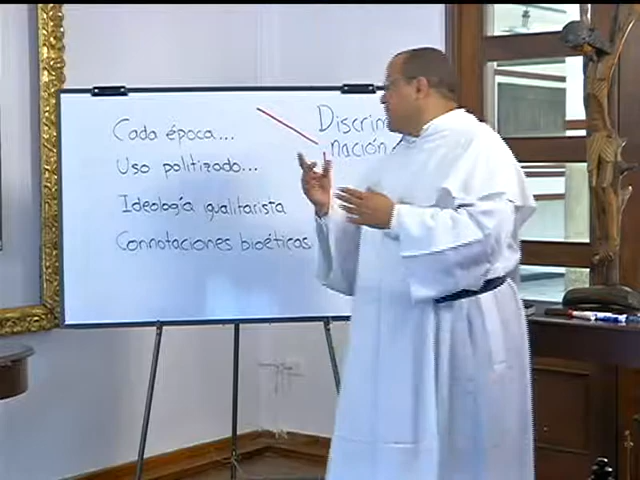 Cada época...
Uso politizado...
Ideología igualitarista
Connotaciones bioéticas
Discrimi
nación